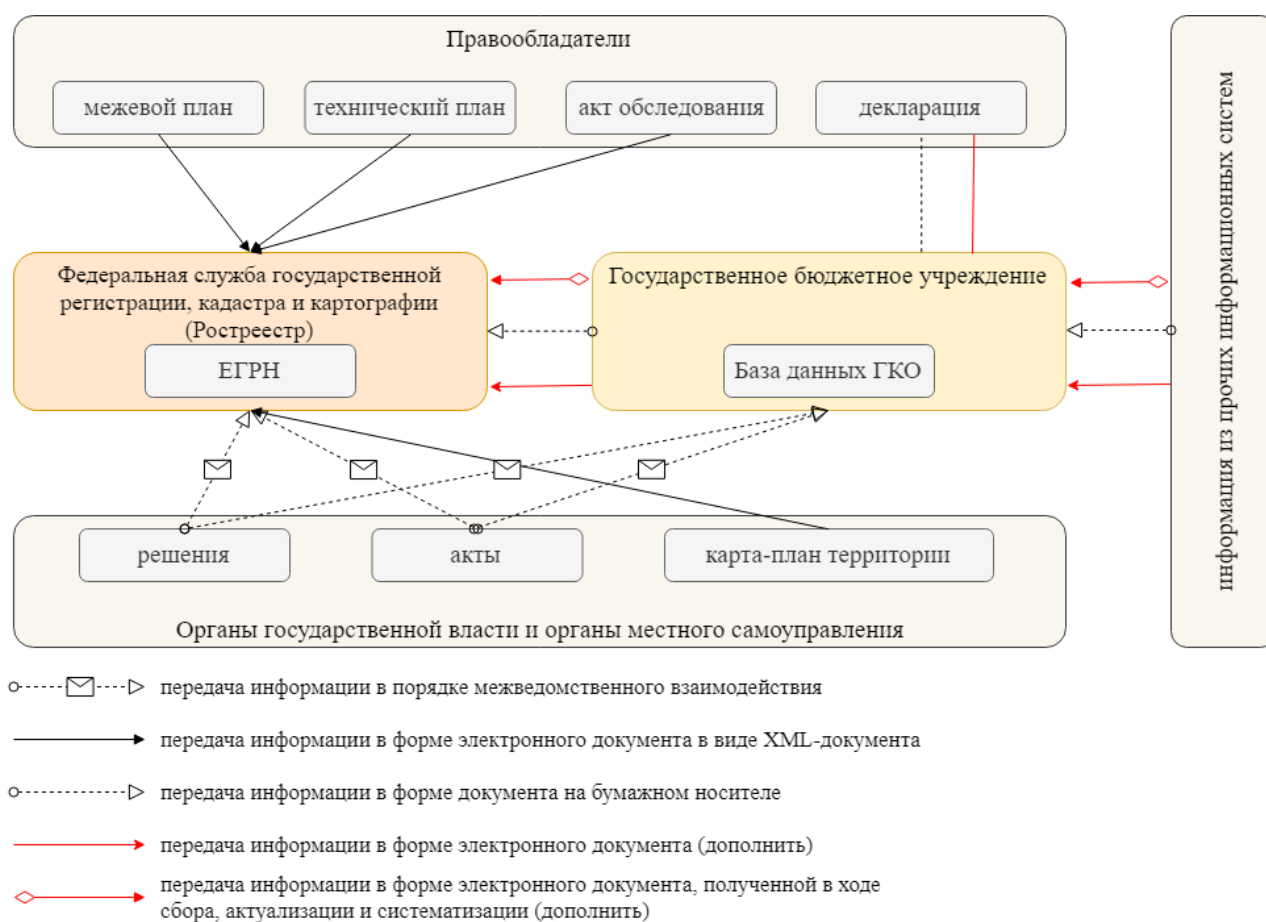 Правообладатели
межевой план
технический план
акт обследования
декларация
информация из прочих информационных систем
Федеральная служба государственной
регистрации, кадастра и картографии
(Ростреестр)
ЕГРН
Государственное бюджетное учреждение
База данных ГКО
решения
акты
карта-план территории
Органы государственной власти и органы местного самоуправления
передача информации в порядке межведомственного взаимодействия
передача информации в форме электронного документа в виде XML-документа
передача информации в форме документа на бумажном носителе
передача информации в форме электронного документа (дополнить)
передача информации в форме электронного документа, полученной в ходе
сбора, актуализации и систематизации (дополнить)